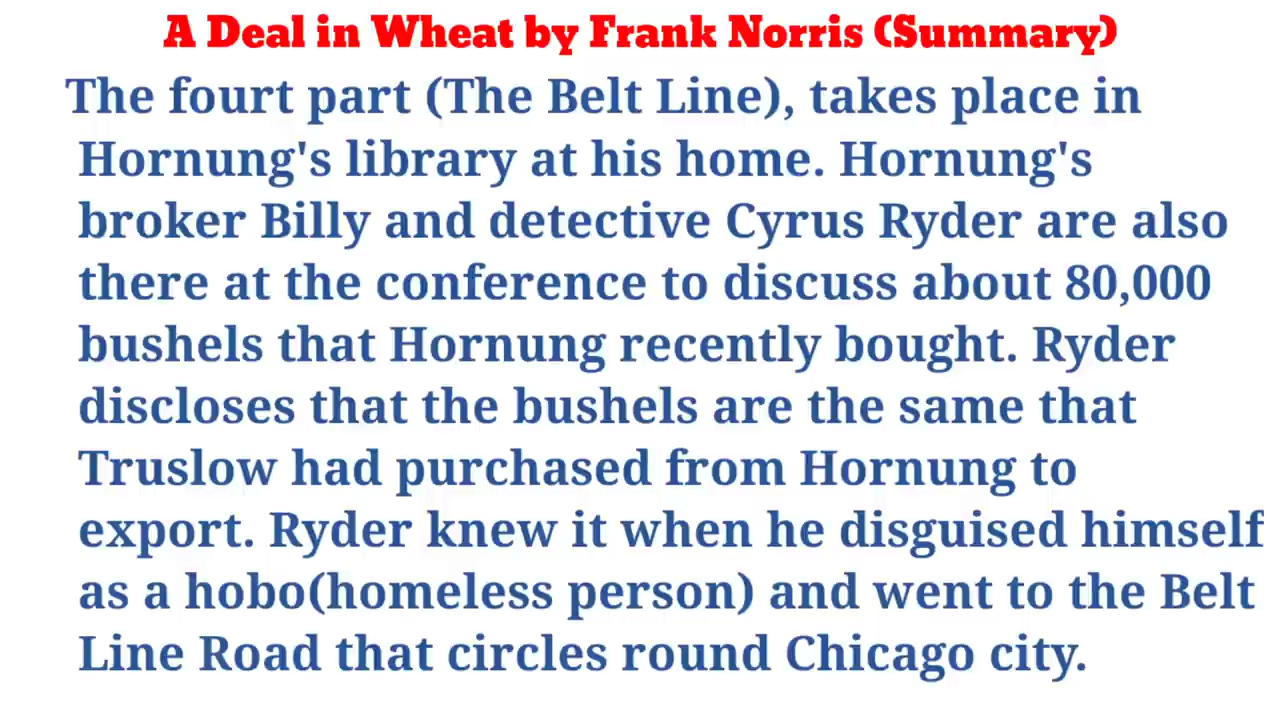 A Deal in Wheat by Frank Norris (Summary)
The fourt part (The Belt Line), takes place in
Hornung's library at his home. Hornung's
broker Billy and detective Cyrus Ryder are also
there at the conference to discuss about 80,000
bushels that Hornung recently bought. Ryder
discloses that the bushels are the same that
Truslow had purchased from Hornung to
export. Ryder knew it when he disguised himself
as a hobo(homeless person) and went to the Belt
Line Road that circles round Chicago city.